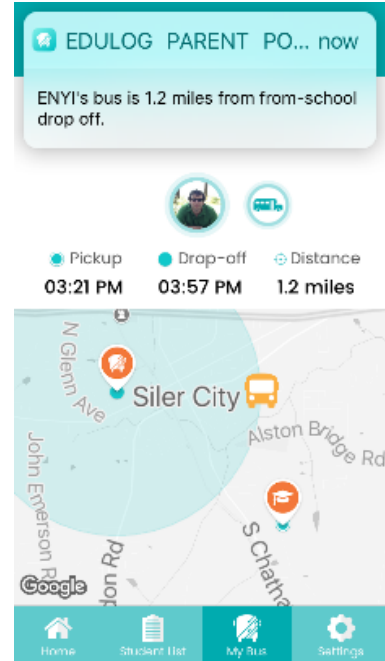 EDULOG PARENT PO... now
ENYI's bus is 1.2 miles from from-school
drop off.
Pickup
Drop-off
Distance
03:21 PM
03:57 PM
1.2 miles
N Glenn Ave
Siler City
Alston Bridge Rd
John Emerson R
don Rd
S Chatha
Google
Home
Student List
My Bus
Settings